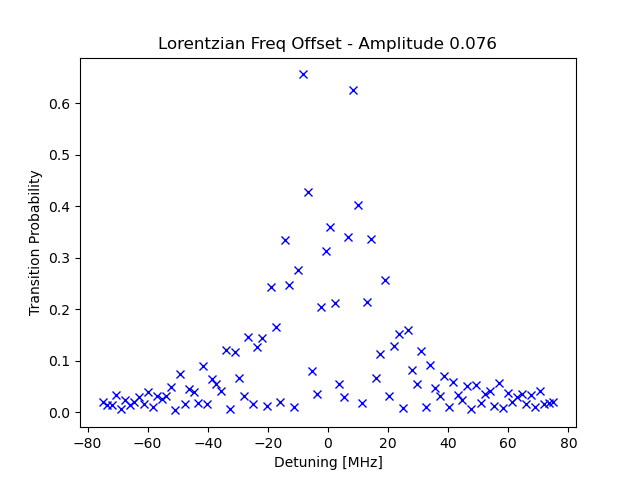 Lorentzian Freq Offset - Amplitude 0.076
Transition Probability
0.6
0.5
0.4
0.3
0.2
0.1
0.0
−80 −60 −40 −20 0 20 40 60 80
Detuning [MHz]